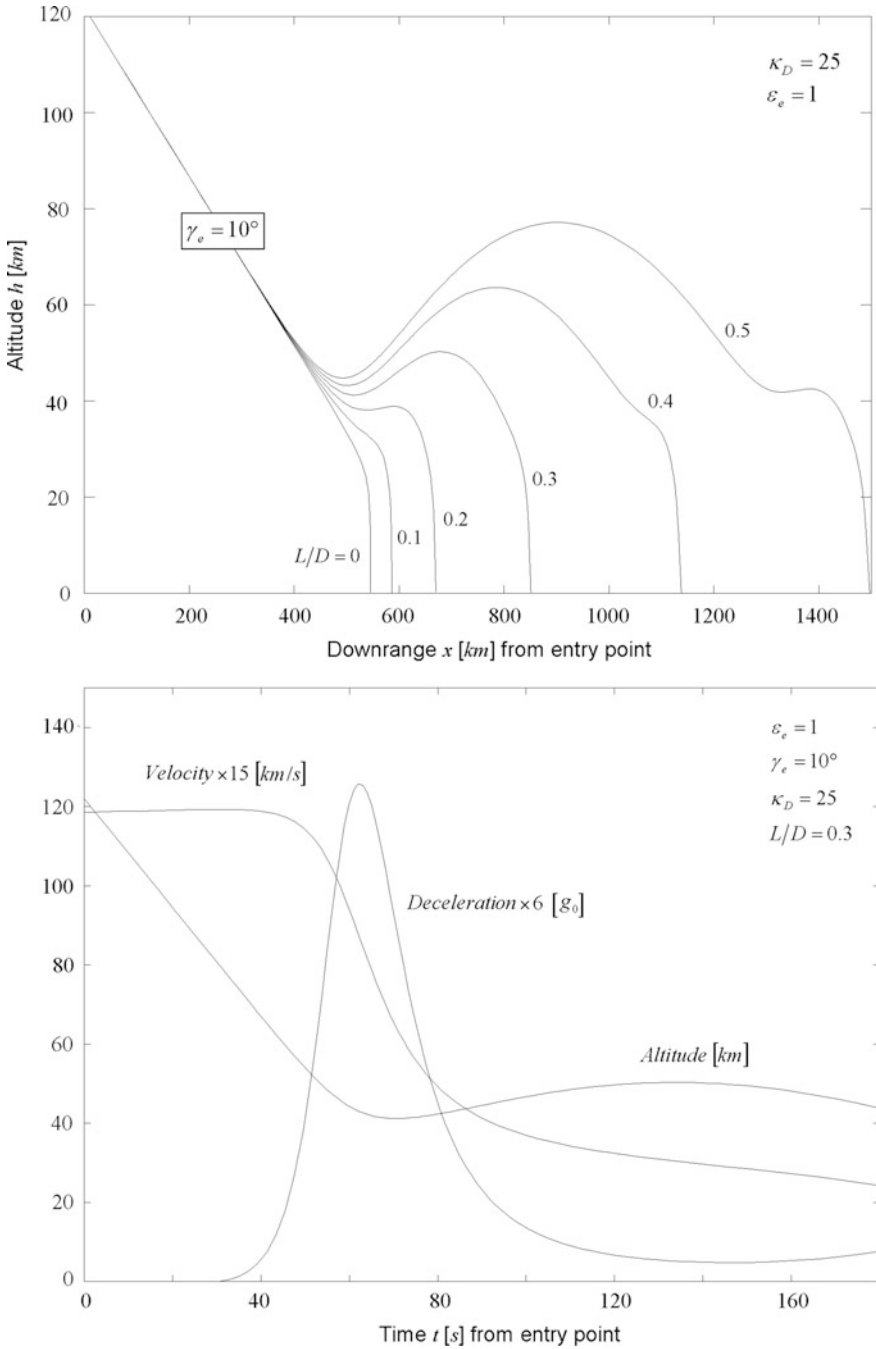 120
100
80
60
40
20
0
Altitude h [km]
κ_D = 25
ε_e = 1
γ_e = 10°
0.5
0.4
0.3
0.2
0.1
L/D = 0
0 200 400 600 800 1000 1200 1400
Downrange x [km] from entry point
140
120
100
80
60
40
20
0
ε_e = 1
γ_e = 10°
κ_D = 25
L/D = 0.3
Velocity × 15 [km/s]
Deceleration × 6 [g_0]
Altitude [km]
0 40 80 120 160
Time t [s] from entry point